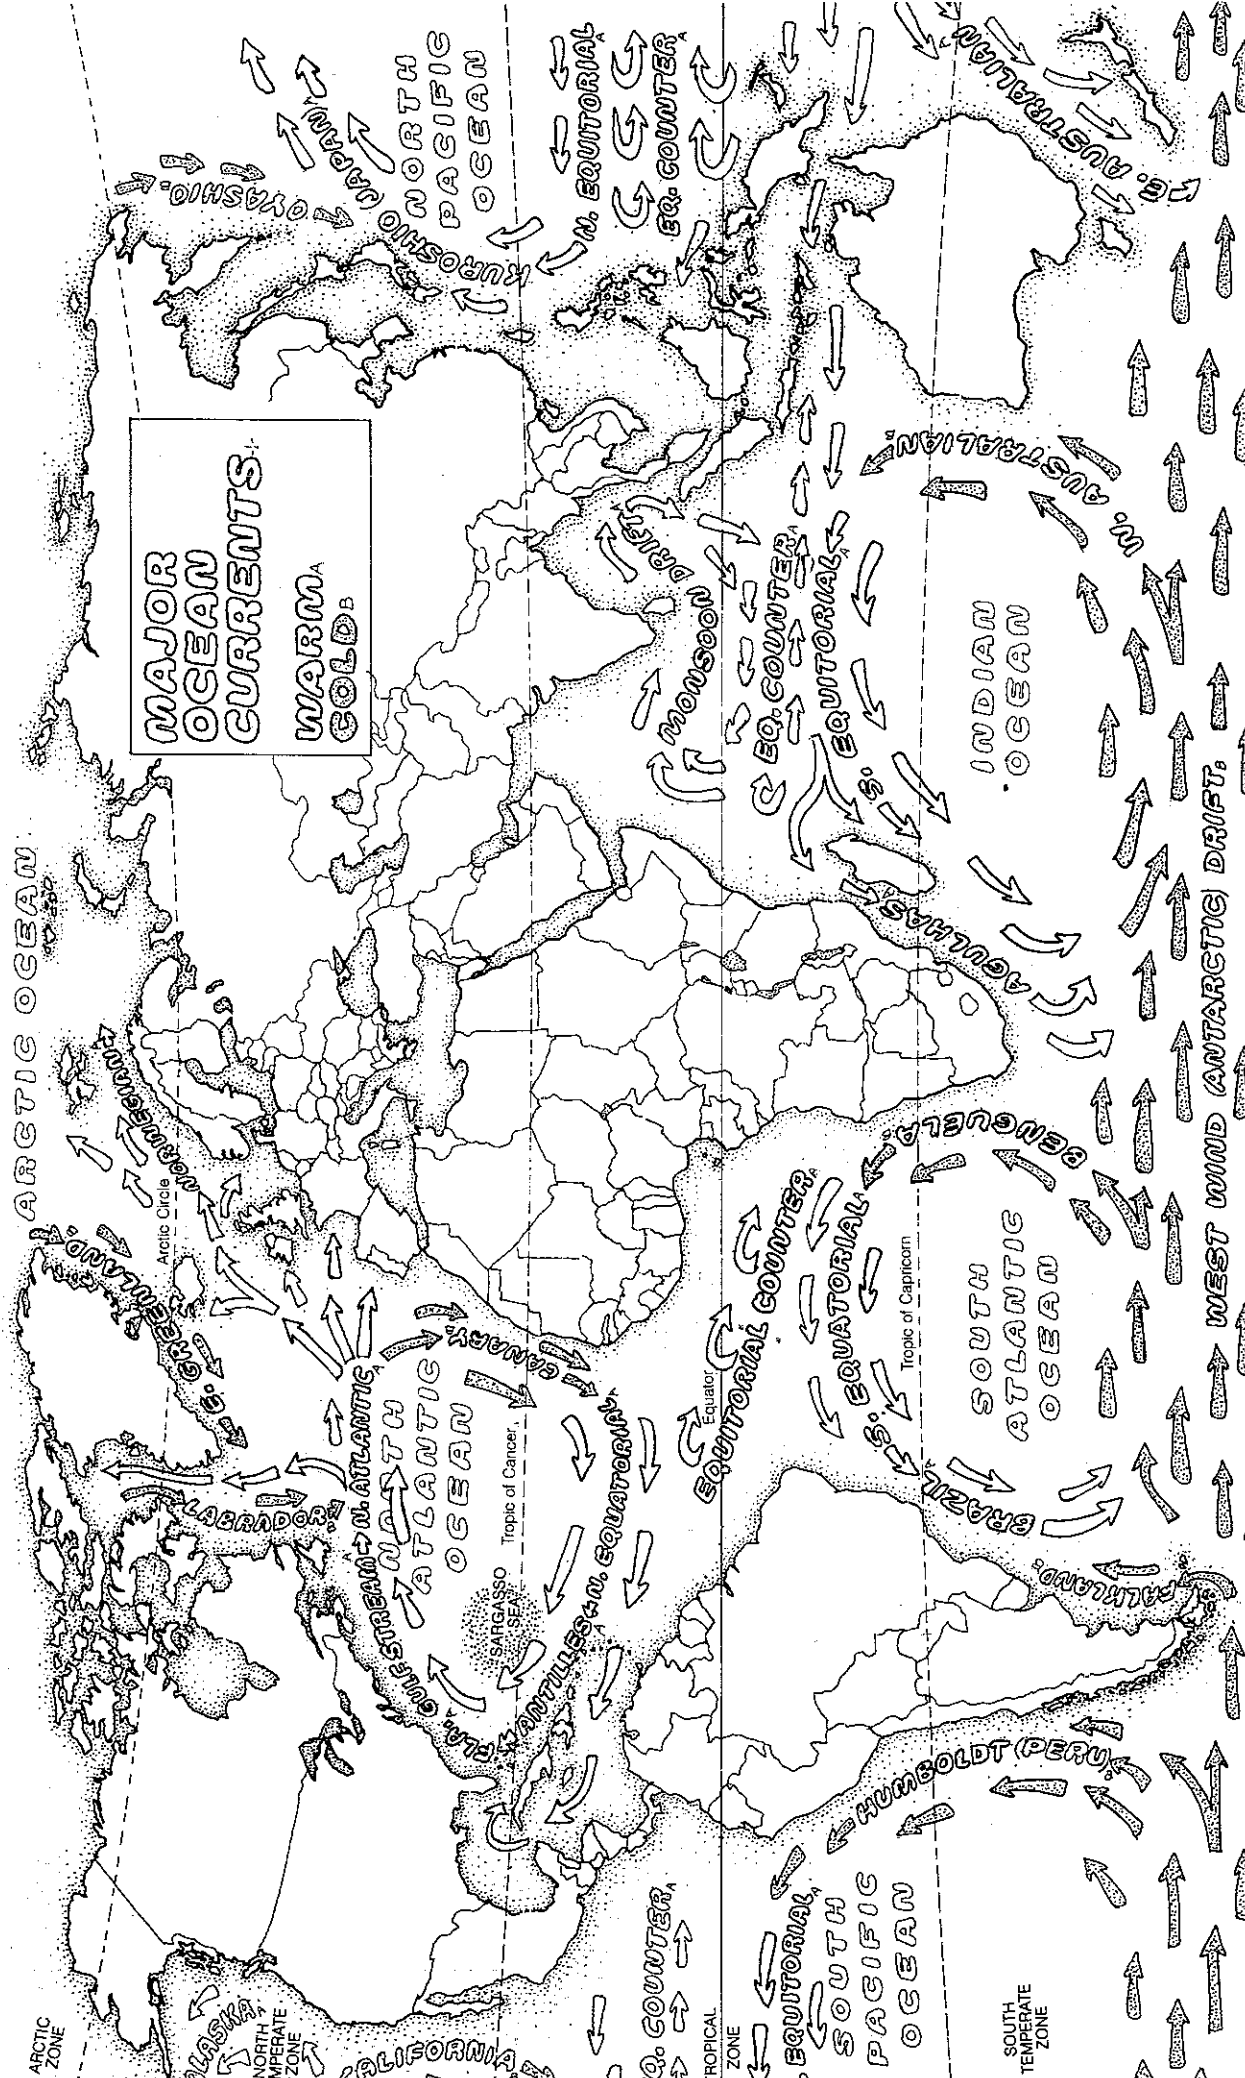 MAJOR
OCEAN
CURRENTS
WARM A
COLD B
ARCTIC OCEAN
ARCTIC
ZONE
ALASKA
NORTH
TEMPERATE
ZONE
CALIFORNIA
LABRADOR
E. GREENLAND
Arctic Circle
NORWEGIAN
FLA. GULFSTREAM → N. ATLANTIC
NORTH
ATLANTIC
OCEAN
CANARY
SARGASSO
SEA
Tropic of Cancer
ANTILLES ← N. EQUATORIAL
OYASHIO
KUROSHIO (JAPAN)
NORTH
PACIFIC
OCEAN
N. EQUITORIAL
EQ. COUNTER
EQ. COUNTER
TROPICAL
ZONE
Equator
EQUITORIAL COUNTER
MONSOON DRIFT
EQ. COUNTER
EQUITORIAL
SOUTH
PACIFIC
OCEAN
S. EQUATORIAL
S. EQUITORIAL
Tropic of Capricorn
HUMBOLDT (PERU)
BRAZIL
FALKLAND
SOUTH
ATLANTIC
OCEAN
BENGUELA
AGULHAS
INDIAN
OCEAN
W. AUSTRALIAN
E. AUSTRALIAN
AUSTRALIAN
SOUTH
TEMPERATE
ZONE
WEST WIND (ANTARCTIC) DRIFT